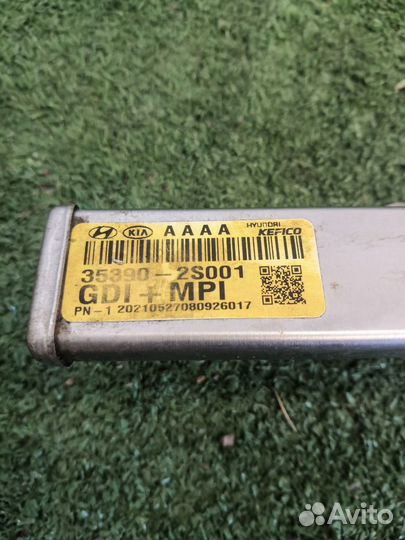 KIA AAAA HYUNDAI
KEFICO
35390-2S001
GDI + MPI
PN-1 20210527080926017
Avito